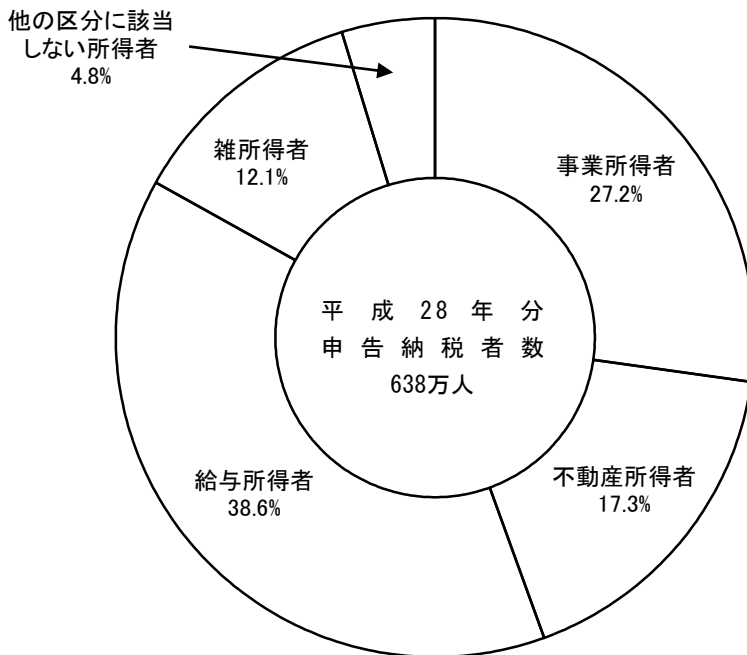 他の区分に該当
しない所得者
4.8%
雑所得者
12.1%
事業所得者
27.2%
平成28年分
申告納税者数
638万人
給与所得者
38.6%
不動産所得者
17.3%